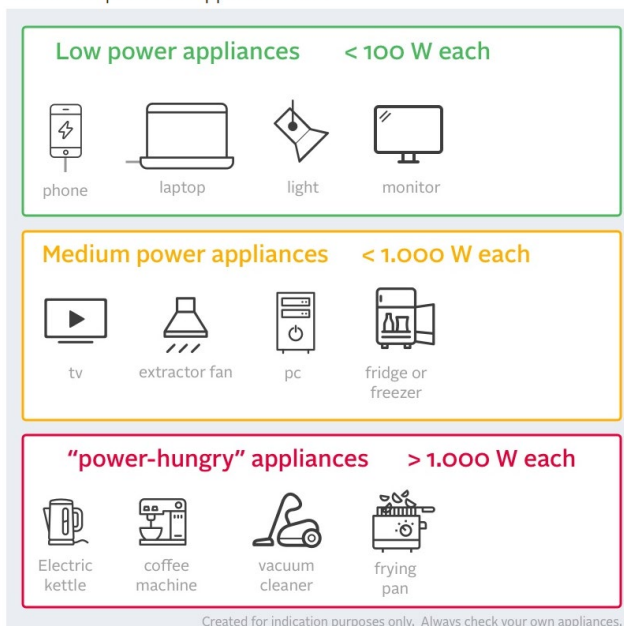 Low power appliances < 100 W each
phone laptop light monitor
Medium power appliances < 1.000 W each
tv extractor fan pc fridge or
freezer
"power-hungry" appliances > 1.000 W each
Electric coffee vacuum frying
kettle machine cleaner pan
Created for indication purposes only. Always check your own appliances.